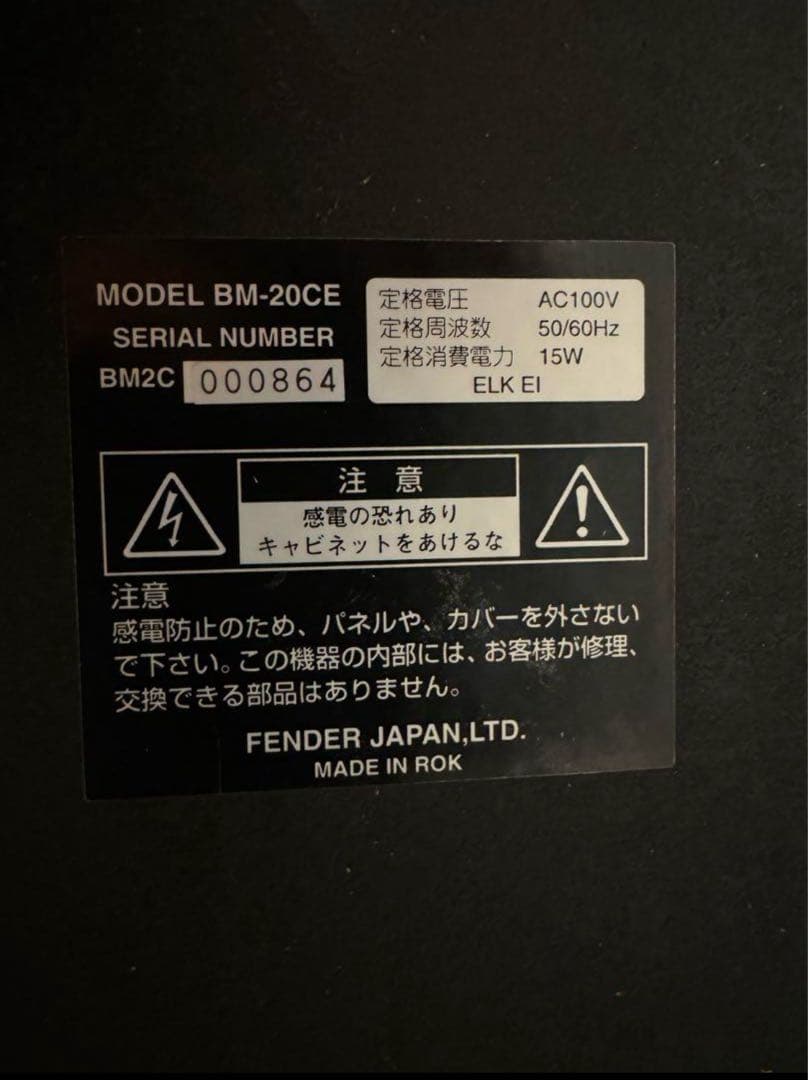 MODEL BM-20CE
SERIAL NUMBER
BM2C 000864
定格電圧 AC100V
定格周波数 50/60Hz
定格消費電力 15W
ELK EI
注 意
感電の恐れあり
キャビネットをあけるな
注意
感電防止のため、パネルや、カバーを外さない
で下さい。この機器の内部には、お客様が修理、
交換できる部品はありません。
FENDER JAPAN,LTD.
MADE IN ROK